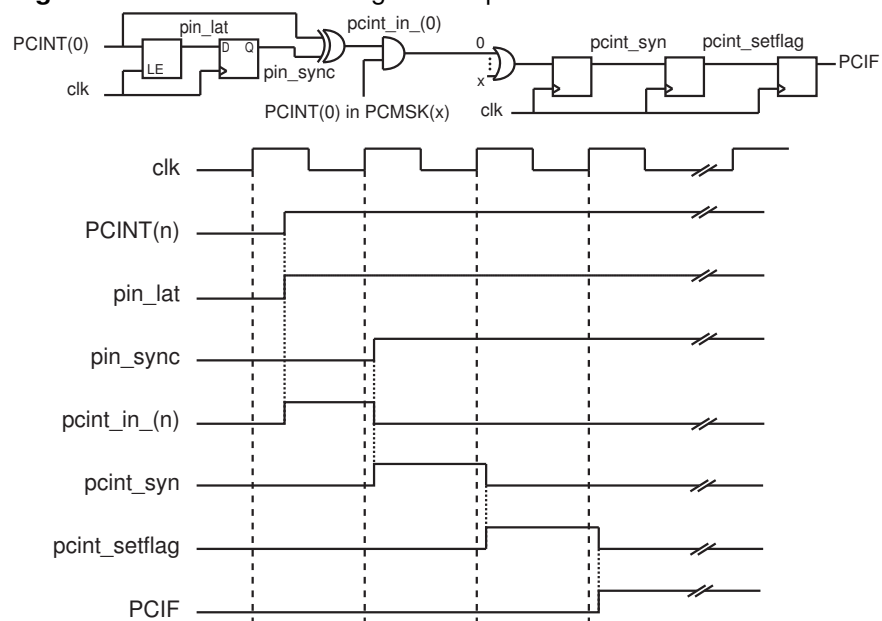 pin_lat
pcint_in_(0)
PCINT(0)
LE
D Q
pin_sync
clk
PCINT(0) in PCMSK(x)
0
x
clk
pcint_syn
pcint_setflag
PCIF
clk
PCINT(n)
pin_lat
pin_sync
pcint_in_(n)
pcint_syn
pcint_setflag
PCIF